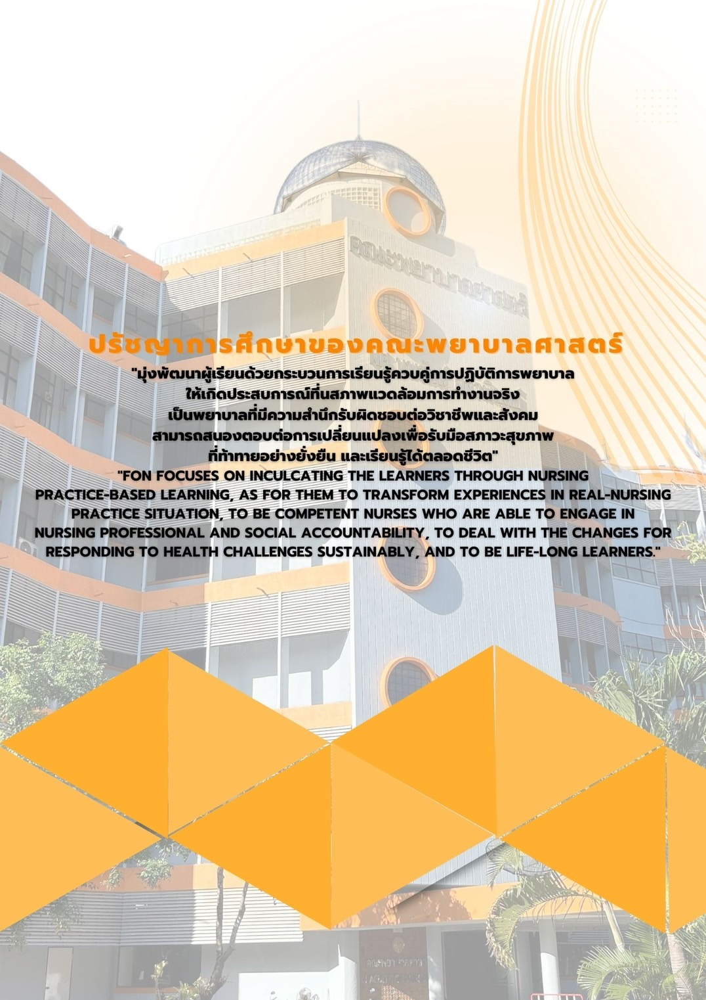 คณะพยาบาลศาสตร์
ปรัชญาการศึกษาของคณะพยาบาลศาสตร์
"มุ่งพัฒนาผู้เรียนด้วยกระบวนการเรียนรู้ควบคู่การปฏิบัติการพยาบาล
ให้เกิดประสบการณ์ที่นสภาพแวดล้อมการทำงานจริง
เป็นพยาบาลที่มีความสำนึกรับผิดชอบต่อวิชาชีพและสังคม
สามารถสนองตอบต่อการเปลี่ยนแปลงเพื่อรับมือสภาวะสุขภาพ
ที่ท้าทายอย่างยั่งยืน และเรียนรู้ได้ตลอดชีวิต"
"FON FOCUSES ON INCULCATING THE LEARNERS THROUGH NURSING
PRACTICE-BASED LEARNING, AS FOR THEM TO TRANSFORM EXPERIENCES IN REAL-NURSING
PRACTICE SITUATION, TO BE COMPETENT NURSES WHO ARE ABLE TO ENGAGE IN
NURSING PROFESSIONAL AND SOCIAL ACCOUNTABILITY, TO DEAL WITH THE CHANGES FOR
RESPONDING TO HEALTH CHALLENGES SUSTAINABLY, AND TO BE LIFE-LONG LEARNERS."